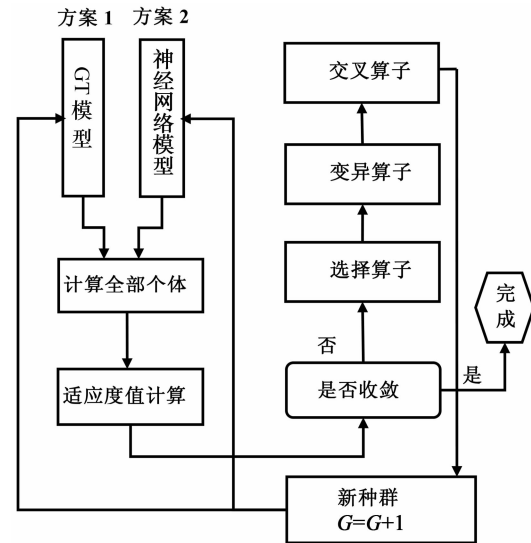 方案 1
方案 2
GT模型
神经网络模型
计算全部个体
适应度值计算
交叉算子
变异算子
选择算子
否
是否收敛
是
完成
新种群
G=G+1